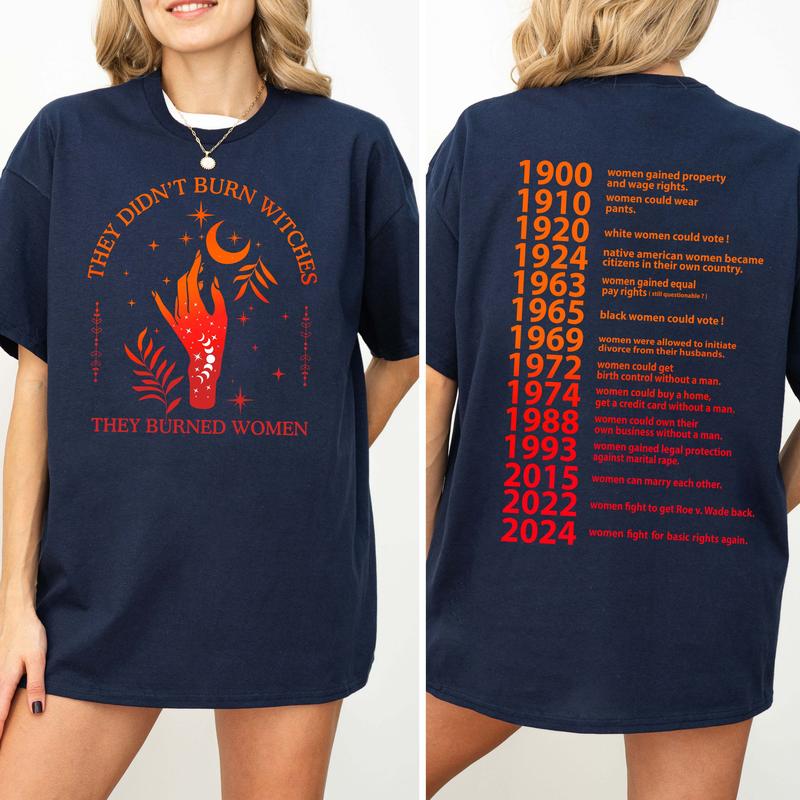 THEY DIDN'T BURN WITCHES
THEY BURNED WOMEN
1900 women gained property
and wage rights.
1910 women could wear
pants.
1920 white women could vote !
1924 native american women became
citizens in their own country.
1963 women gained equal
pay rights ( still questionable ? )
1965 black women could vote !
1969 women were allowed to initiate
divorce from their husbands.
1972 women could get
birth control without a man.
1974 women could buy a home,
get a credit card without a man.
1988 women could own their
own business without a man.
1993 women gained legal protection
against marital rape.
2015 women can marry each other.
2022 women fight to get Roe v. Wade back.
2024 women fight for basic rights again.